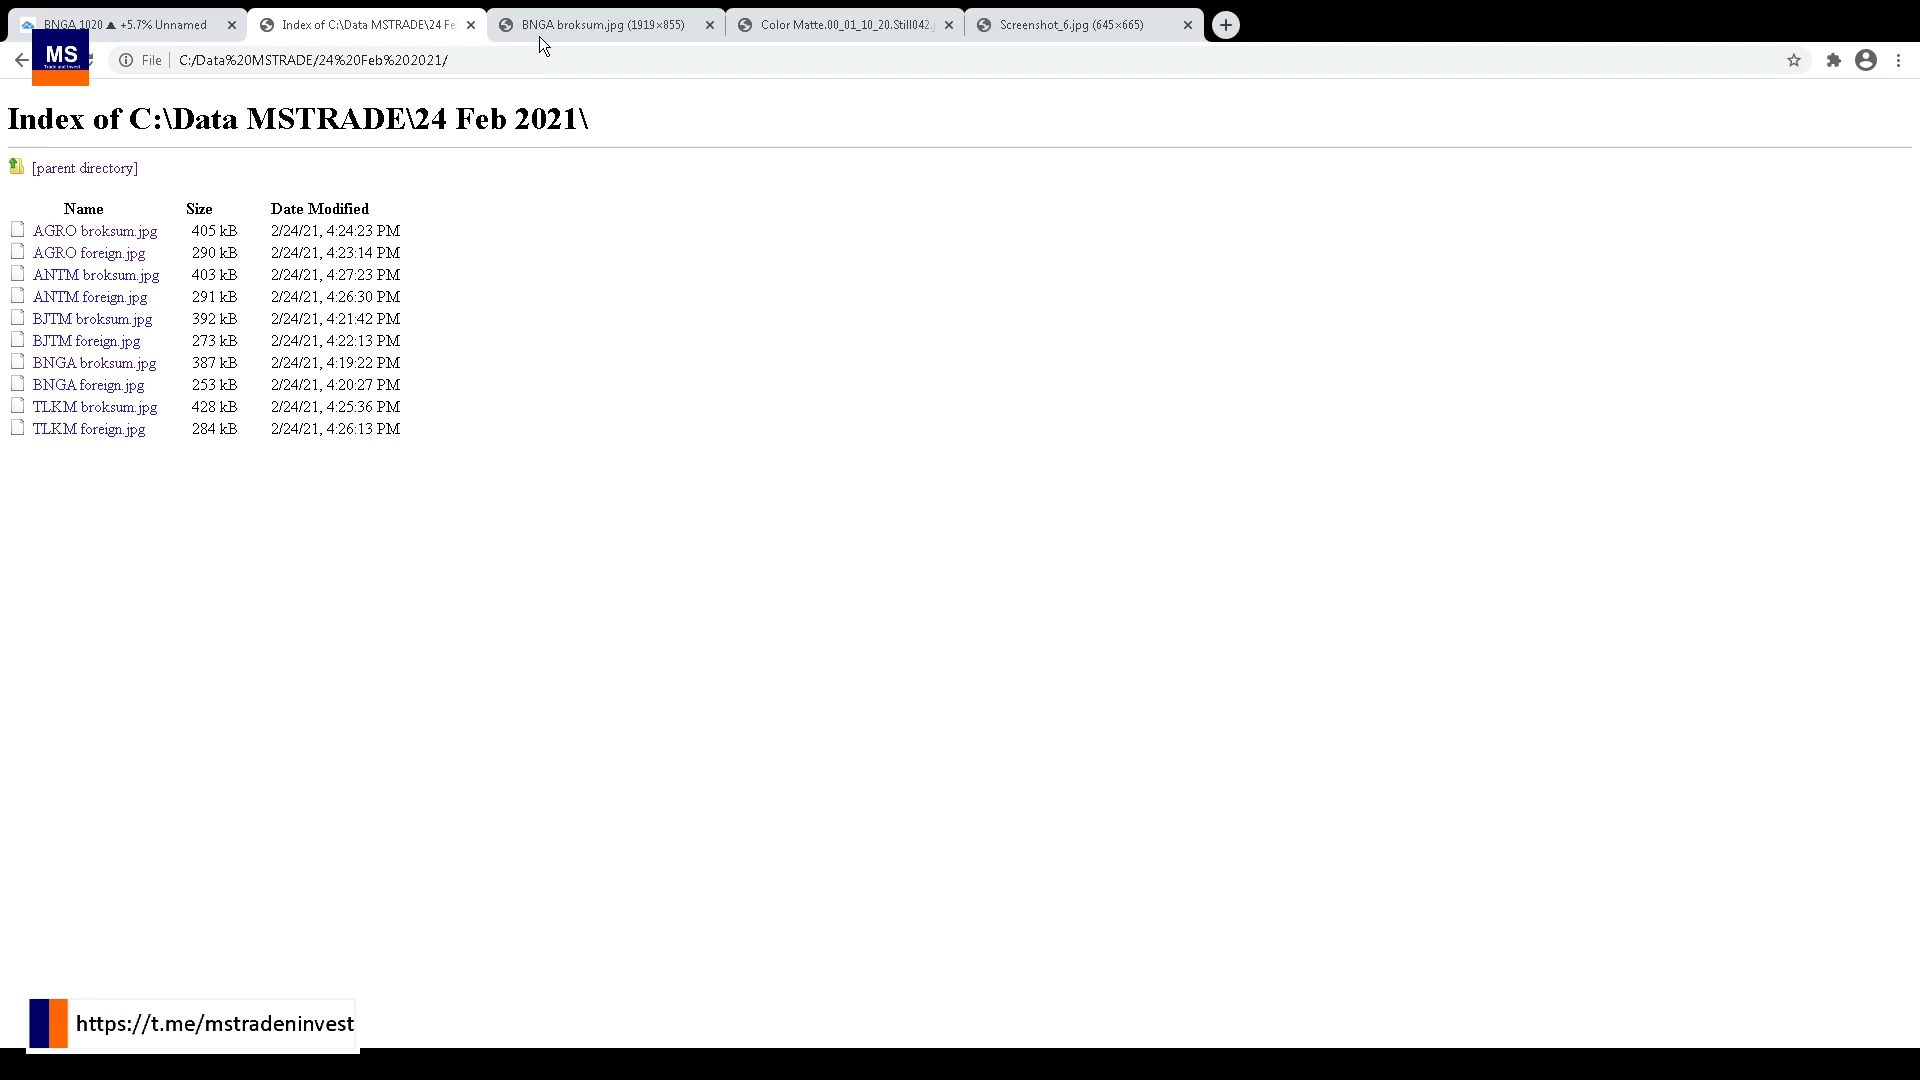 BNGA 1020 ▲ +5.7% Unnamed
Index of C:\Data MSTRADE\24 Fe
BNGA broksum.jpg (1919×855)
Color Matte.00_01_10_20.Still042.
Screenshot_6.jpg (645×665)
File
C:/Data%20MSTRADE/24%20Feb%202021/
MS
Trade and Invest
Index of C:\Data MSTRADE\24 Feb 2021\
[parent directory]
Name Size Date Modified
AGRO broksum.jpg 405 kB 2/24/21, 4:24:23 PM
AGRO foreign.jpg 290 kB 2/24/21, 4:23:14 PM
ANTM broksum.jpg 403 kB 2/24/21, 4:27:23 PM
ANTM foreign.jpg 291 kB 2/24/21, 4:26:30 PM
BJTM broksum.jpg 392 kB 2/24/21, 4:21:42 PM
BJTM foreign.jpg 273 kB 2/24/21, 4:22:13 PM
BNGA broksum.jpg 387 kB 2/24/21, 4:19:22 PM
BNGA foreign.jpg 253 kB 2/24/21, 4:20:27 PM
TLKM broksum.jpg 428 kB 2/24/21, 4:25:36 PM
TLKM foreign.jpg 284 kB 2/24/21, 4:26:13 PM
https://t.me/mstradeninvest